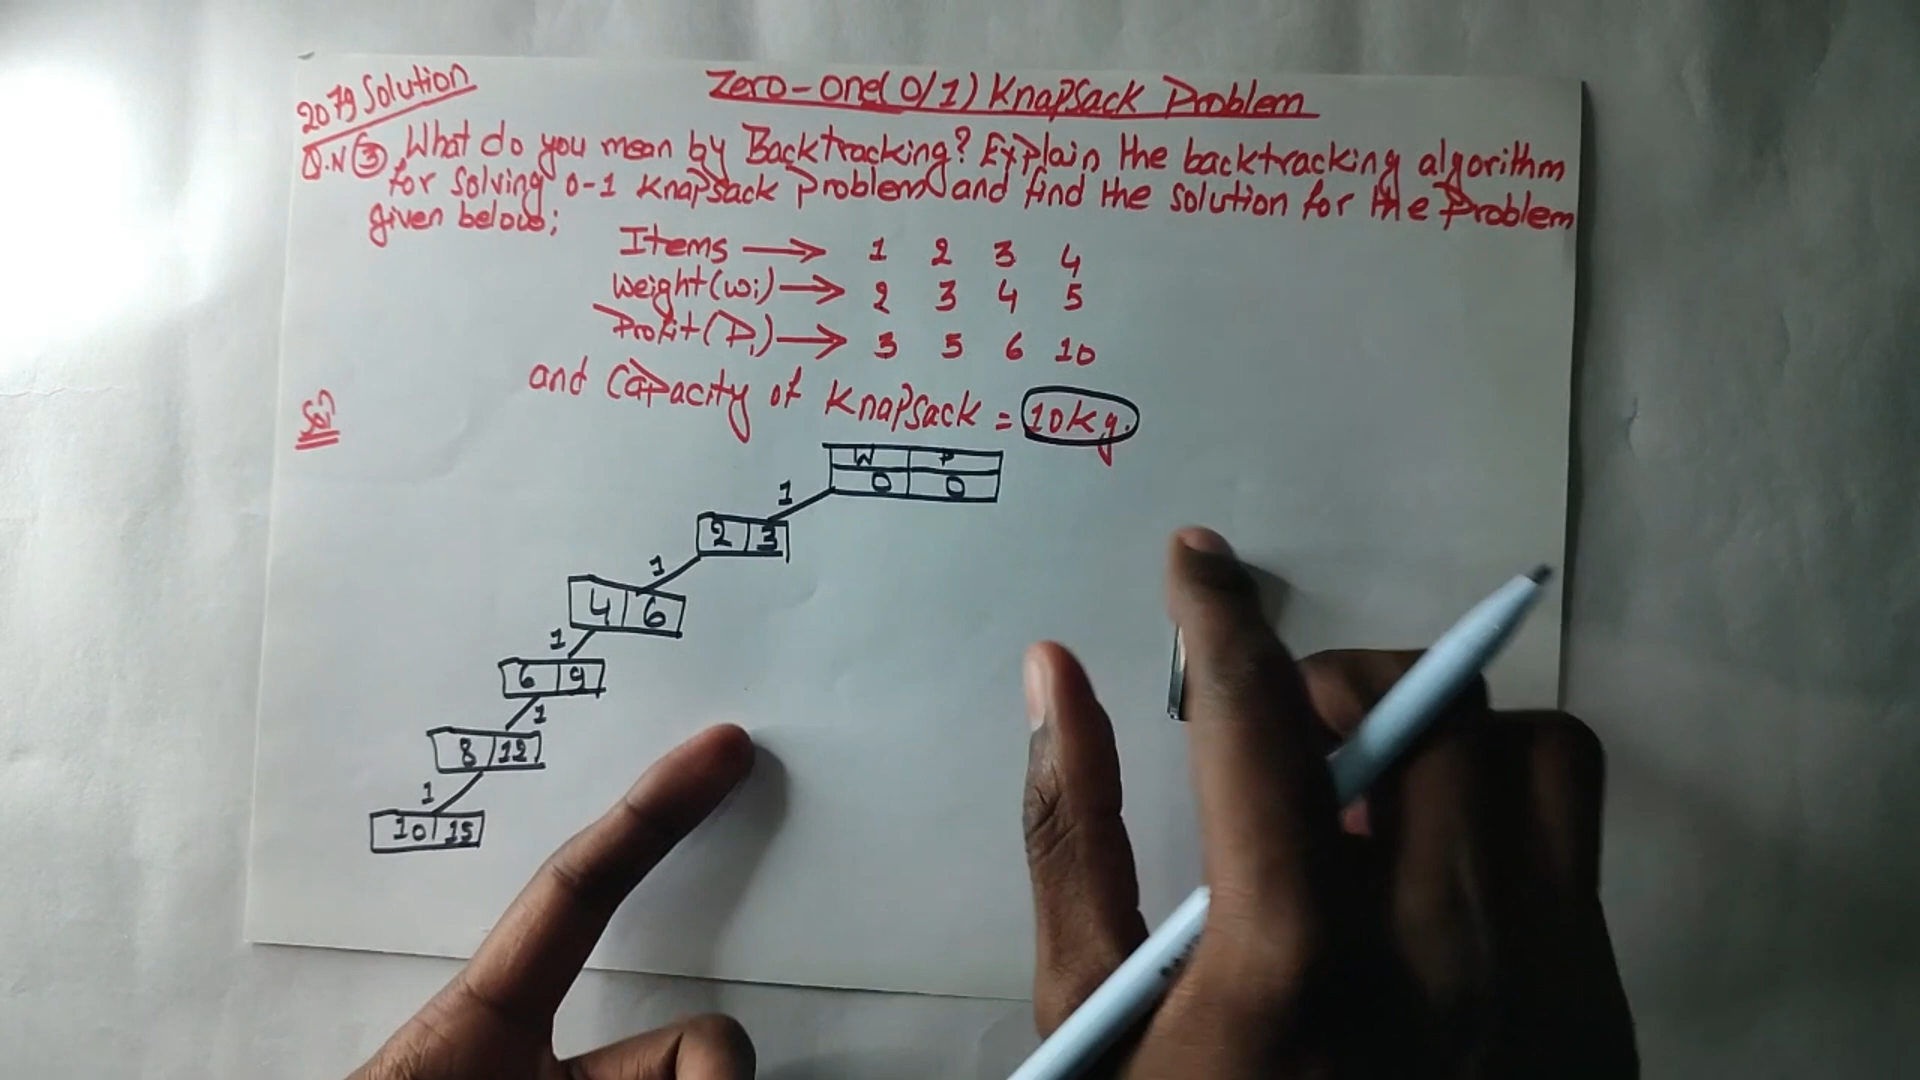 2079 Solution
Zero-one(0/1) Knapsack Problem
Q.N ③ What do you mean by Backtracking? Explain the backtracking algorithm
for solving 0-1 Knapsack problem and find the solution for the problem
given below;
Items → 1 2 3 4
Weight(wi) → 2 3 4 5
Profit(Pi) → 3 5 6 10
and Capacity of Knapsack = 10kg.
W P
0 0
1
2 3
1
4 6
1
6 9
1
8 12
1
10 15